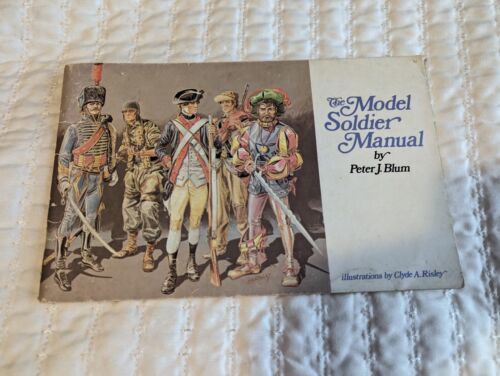 The Model
Soldier
Manual
by
Peter J. Blum
illustrations by Clyde A. Risley